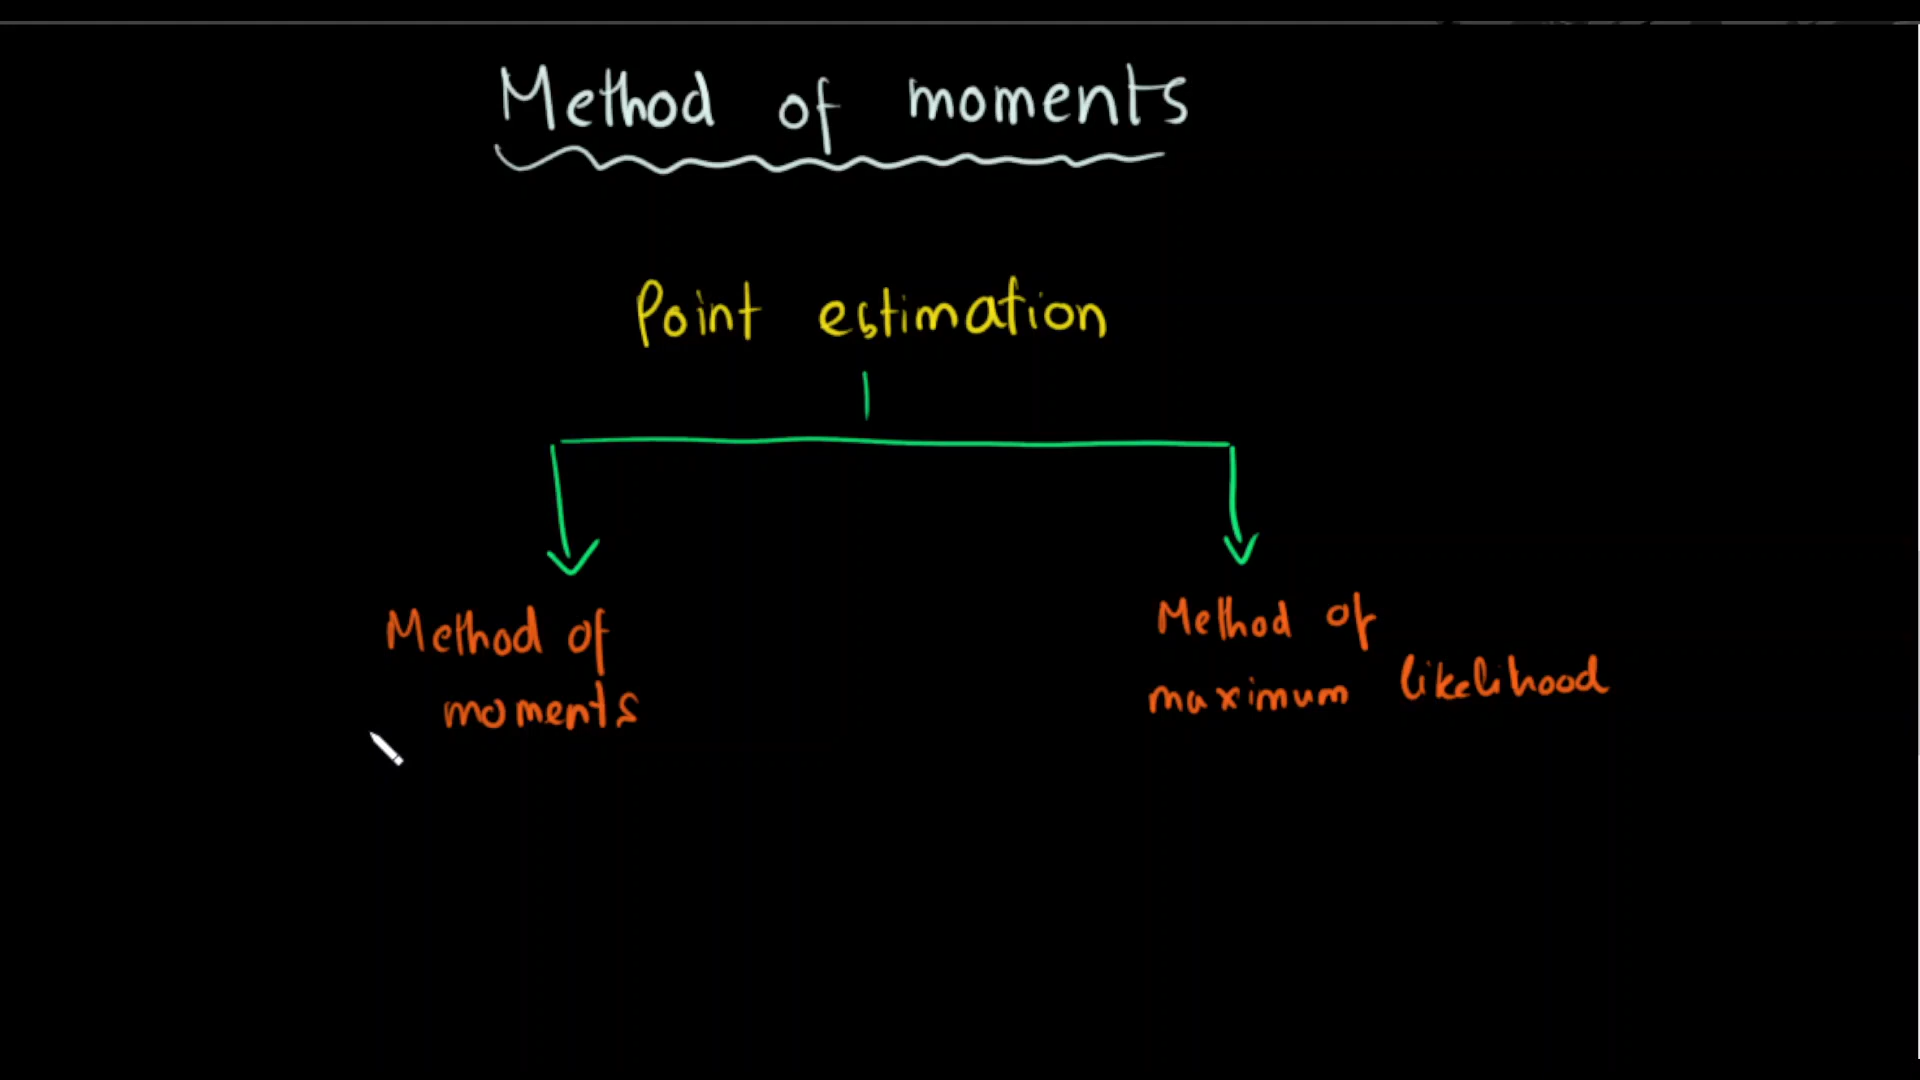 Method of moments
Point estimation
Method of
moments
Method of
maximum likelihood